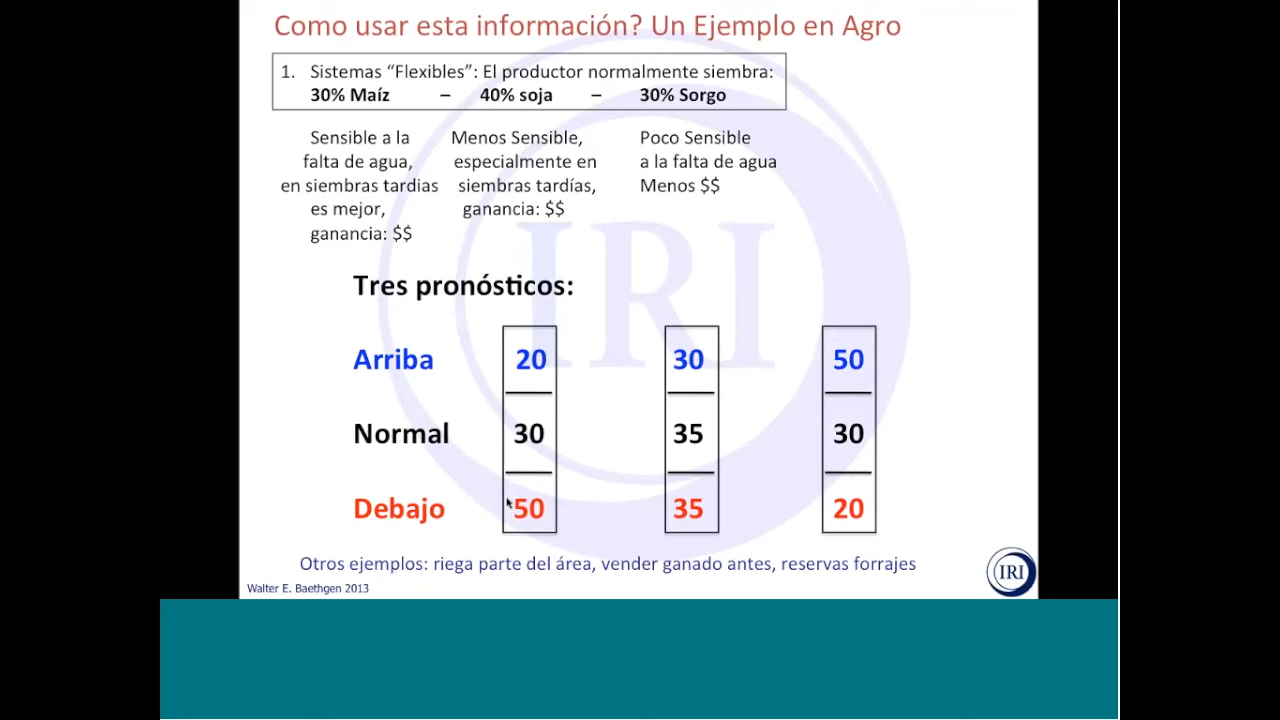 Como usar esta información? Un Ejemplo en Agro
1. Sistemas “Flexibles”: El productor normalmente siembra:
30% Maíz – 40% soja – 30% Sorgo
Sensible a la
falta de agua,
en siembras tardias
es mejor,
ganancia: $$
Menos Sensible,
especialmente en
siembras tardías,
ganancia: $$
Poco Sensible
a la falta de agua
Menos $$
IRI
Tres pronósticos:
Arriba 20 30 50
Normal 30 35 30
Debajo 50 35 20
Otros ejemplos: riega parte del área, vender ganado antes, reservas forrajes
Walter E. Baethgen 2013
IRI